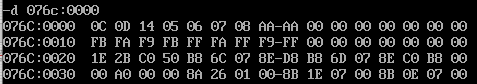 -d 076c:0000
076C:0000 0C 0D 14 05 06 07 08 AA-AA 00 00 00 00 00 00 00
076C:0010 FB FA F9 FB FF FA FF F9-FF 00 00 00 00 00 00 00
076C:0020 1E 2B C0 50 B8 6C 07 8E-D8 B8 6D 07 8E C0 B8 00
076C:0030 00 A0 00 00 8A 26 01 00-8B 1E 07 00 8B 0E 07 00